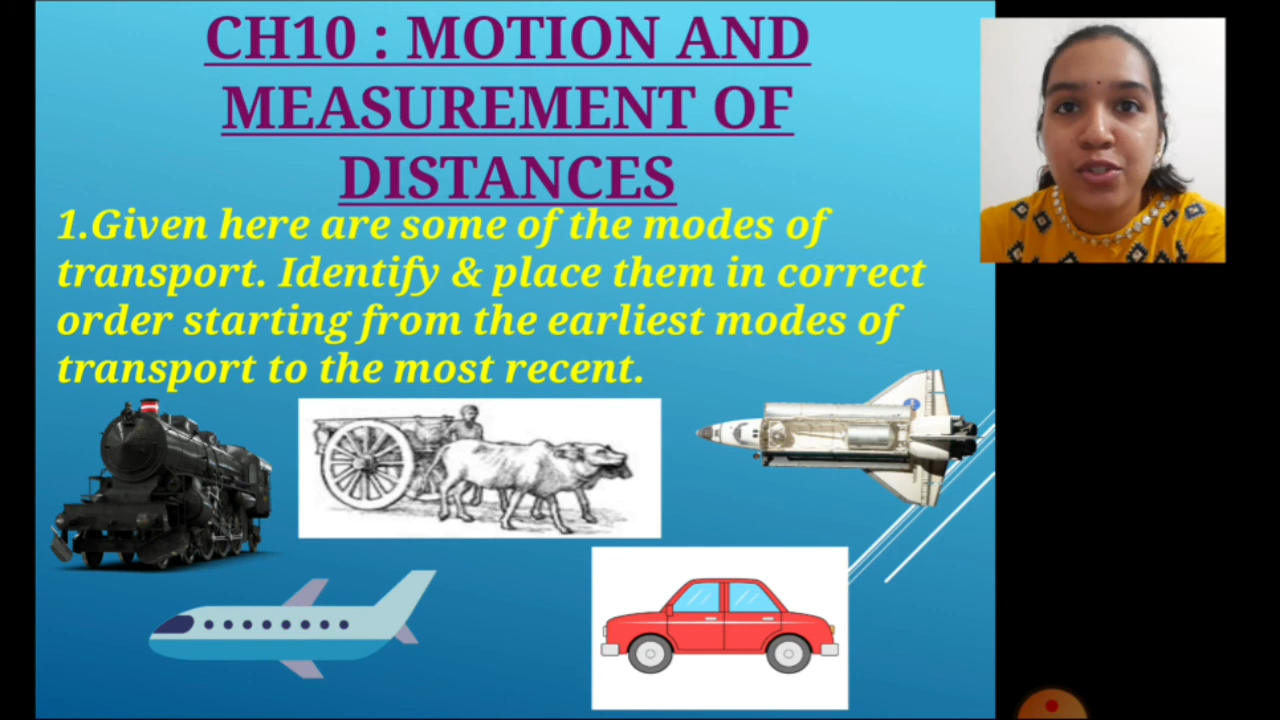 CH10 : MOTION AND
MEASUREMENT OF
DISTANCES
1.Given here are some of the modes of
transport. Identify & place them in correct
order starting from the earliest modes of
transport to the most recent.